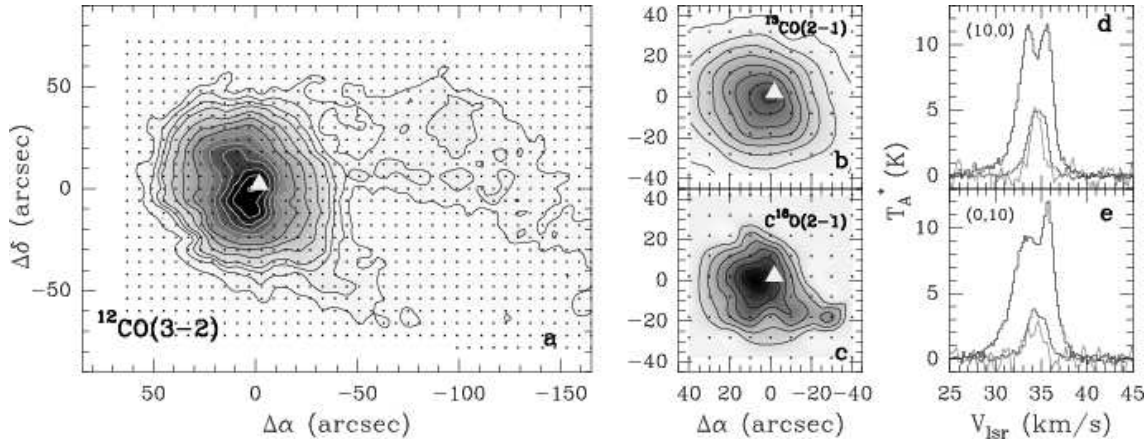 50
0
−50
Δδ (arcsec)
¹²CO(3−2)
a
50
0
−50
−100
−150
Δα (arcsec)
40
20
0
−20
−40
¹³CO(2−1)
b
40
20
0
−20
−40
C¹⁸O(2−1)
c
40
20
0
−20
−40
Δα (arcsec)
T_A* (K)
10
5
0
(10,0)
d
10
5
0
(0,10)
e
25
30
35
40
45
V_lsr (km/s)